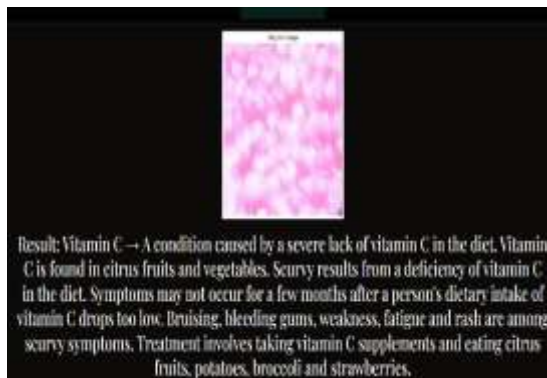 Result: Vitamin C → A condition caused by a severe lack of vitamin C in the diet. Vitamin
C is found in citrus fruits and vegetables. Scurvy results from a deficiency of vitamin C
in the diet. Symptoms may not occur for a few months after a person's dietary intake of
vitamin C drops too low. Bruising, bleeding gums, weakness, fatigue and rash are among
scurvy symptoms. Treatment involves taking vitamin C supplements and eating citrus
fruits, potatoes, broccoli and strawberries.